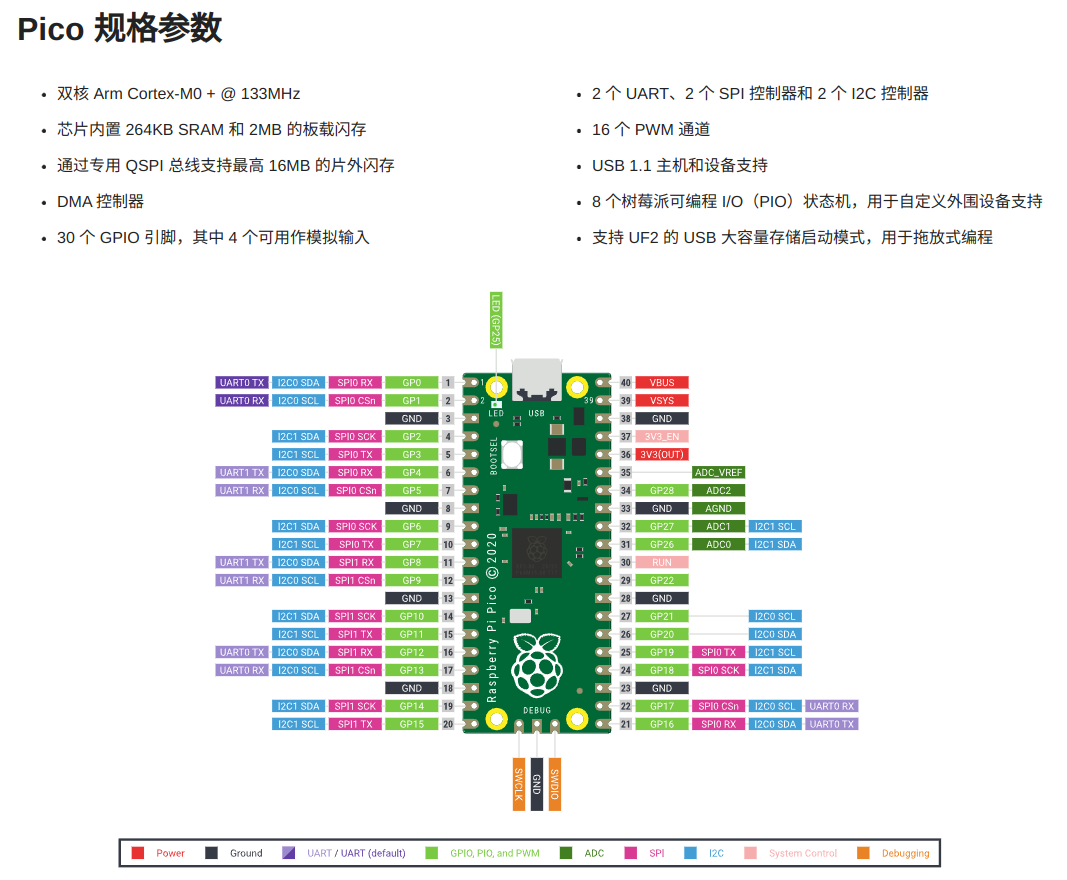 Pico 规格参数
双核 Arm Cortex-M0 + @ 133MHz
芯片内置 264KB SRAM 和 2MB 的板载闪存
通过专用 QSPI 总线支持最高 16MB 的片外闪存
DMA 控制器
30 个 GPIO 引脚，其中 4 个可用作模拟输入
2 个 UART、2 个 SPI 控制器和 2 个 I2C 控制器
16 个 PWM 通道
USB 1.1 主机和设备支持
8 个树莓派可编程 I/O（PIO）状态机，用于自定义外围设备支持
支持 UF2 的 USB 大容量存储启动模式，用于拖放式编程
LED (GP25)
UART0 TX I2C0 SDA SPI0 RX GP0 1 1 40 VBUS
UART0 RX I2C0 SCL SPI0 CSn GP1 2 2 39 39 VSYS
LED USB
GND 3 38 GND
I2C1 SDA SPI0 SCK GP2 4 37 3V3_EN
I2C1 SCL SPI0 TX GP3 5 36 3V3(OUT)
BOOTSEL
UART1 TX I2C0 SDA SPI0 RX GP4 6 35 ADC_VREF
UART1 RX I2C0 SCL SPI0 CSn GP5 7 34 GP28 ADC2
GND 8 33 GND AGND
I2C1 SDA SPI0 SCK GP6 9 32 GP27 ADC1 I2C1 SCL
I2C1 SCL SPI0 TX GP7 10 31 GP26 ADC0 I2C1 SDA
UART1 TX I2C0 SDA SPI1 RX GP8 11 30 RUN
UART1 RX I2C0 SCL SPI1 CSn GP9 12 29 GP22
GND 13 28 GND
Raspberry Pi Pico © 2020
I2C1 SDA SPI1 SCK GP10 14 27 GP21 I2C0 SCL
I2C1 SCL SPI1 TX GP11 15 26 GP20 I2C0 SDA
UART0 TX I2C0 SDA SPI1 RX GP12 16 25 GP19 SPI0 TX I2C1 SCL
UART0 RX I2C0 SCL SPI1 CSn GP13 17 24 GP18 SPI0 SCK I2C1 SDA
GND 18 23 GND
I2C1 SDA SPI1 SCK GP14 19 22 GP17 SPI0 CSn I2C0 SCL UART0 RX
I2C1 SCL SPI1 TX GP15 20 21 GP16 SPI0 RX I2C0 SDA UART0 TX
DEBUG
SWCLK GND SWDIO
Power Ground UART / UART (default) GPIO, PIO, and PWM ADC SPI I2C System Control Debugging